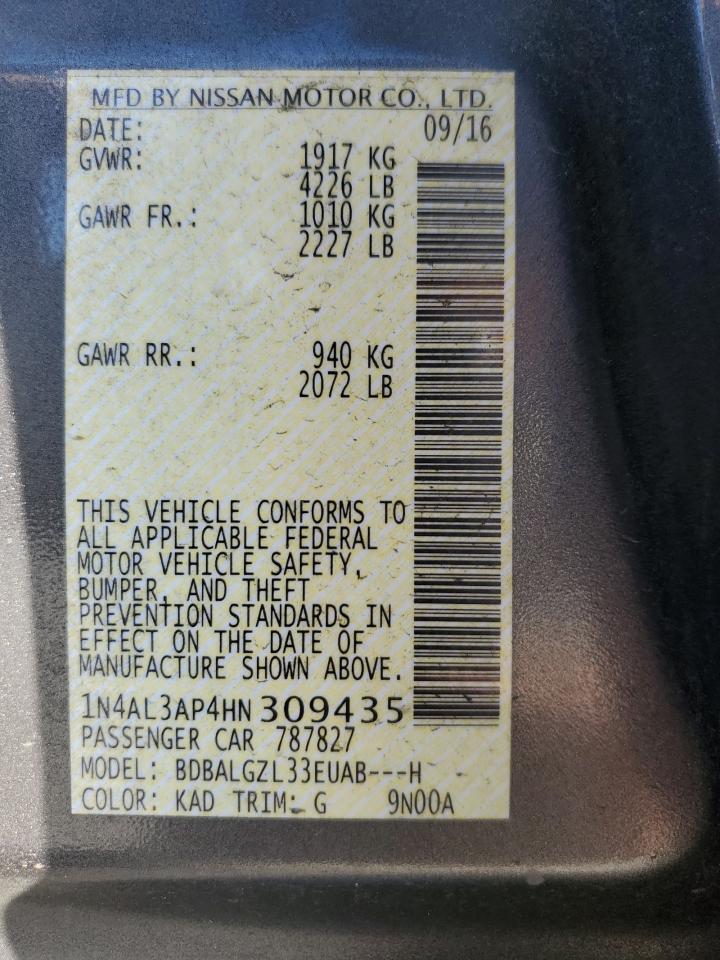 MFD BY NISSAN MOTOR CO., LTD.
DATE: 09/16
GVWR: 1917 KG
4226 LB
GAWR FR.: 1010 KG
2227 LB
GAWR RR.: 940 KG
2072 LB
THIS VEHICLE CONFORMS TO
ALL APPLICABLE FEDERAL
MOTOR VEHICLE SAFETY,
BUMPER, AND THEFT
PREVENTION STANDARDS IN
EFFECT ON THE DATE OF
MANUFACTURE SHOWN ABOVE.
1N4AL3AP4HN 309435
PASSENGER CAR 787827
MODEL: BDBALGZL33EUAB---H
COLOR: KAD TRIM: G 9N00A